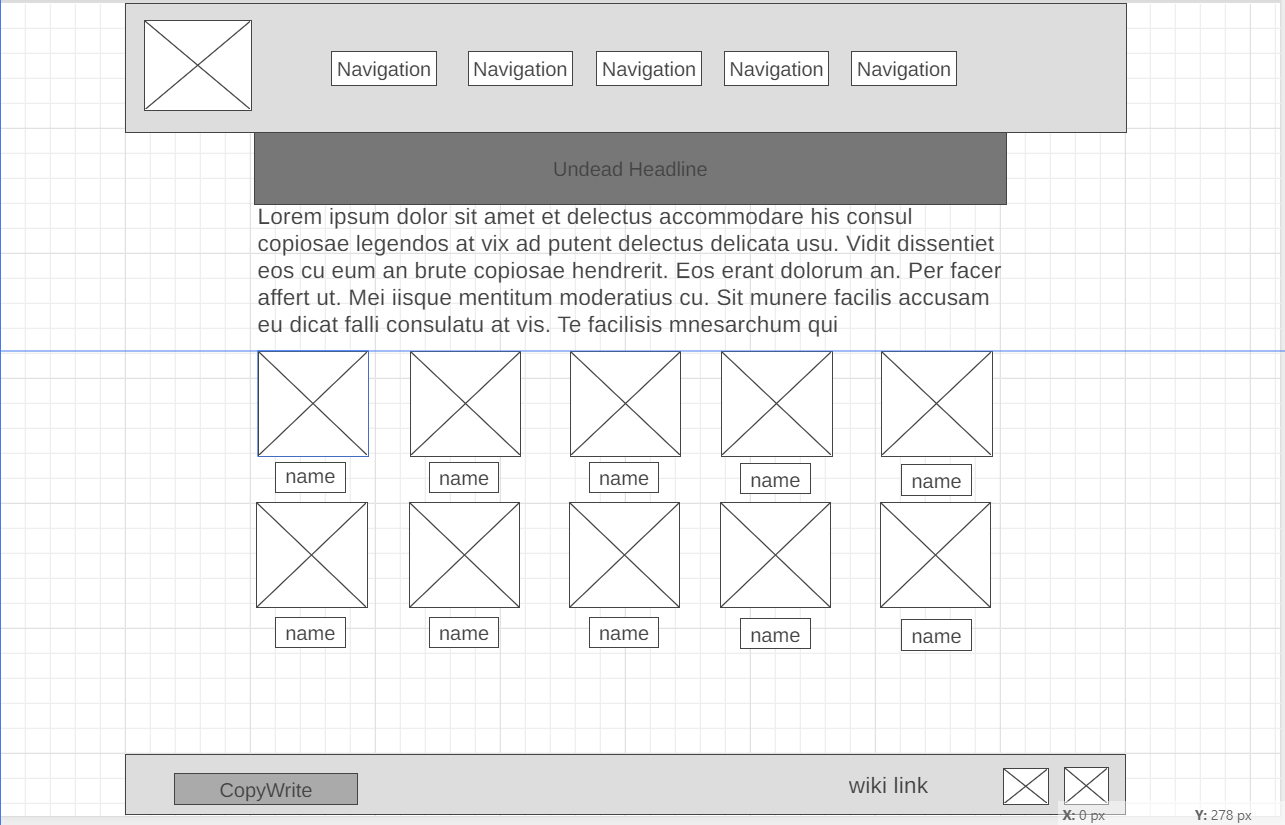 Navigation Navigation Navigation Navigation Navigation
Undead Headline
Lorem ipsum dolor sit amet et delectus accommodare his consul
copiosae legendos at vix ad putent delectus delicata usu. Vidit dissentiet
eos cu eum an brute copiosae hendrerit. Eos erant dolorum an. Per facer
affert ut. Mei iisque mentitum moderatius cu. Sit munere facilis accusam
eu dicat falli consulatu at vis. Te facilisis mnesarchum qui
name name name name name
name name name name name
CopyWrite wiki link
X: 0 px Y: 278 px